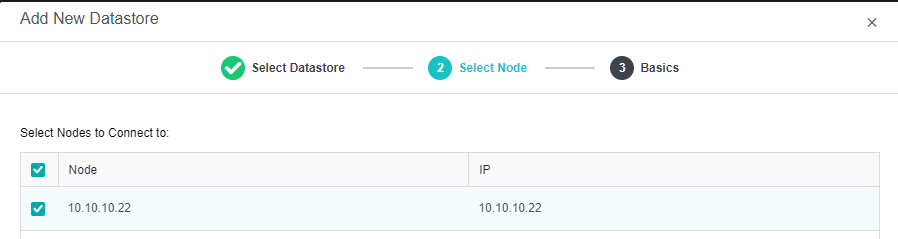 Add New Datastore ×
Select Datastore 2 Select Node 3 Basics
Select Nodes to Connect to:
Node IP
10.10.10.22 10.10.10.22